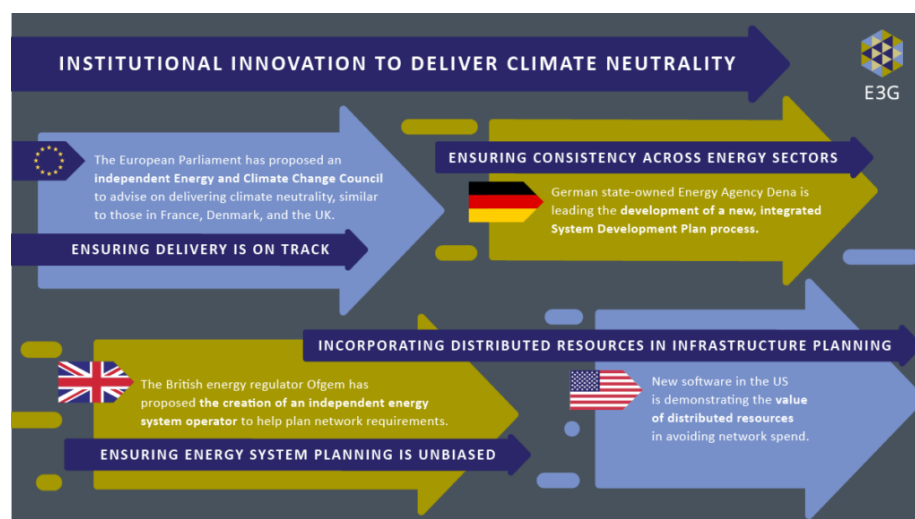 INSTITUTIONAL INNOVATION TO DELIVER CLIMATE NEUTRALITY
E3G
The European Parliament has proposed an
independent Energy and Climate Change Council
to advise on delivering climate neutrality, similar
to those in France, Denmark, and the UK.
ENSURING DELIVERY IS ON TRACK
ENSURING CONSISTENCY ACROSS ENERGY SECTORS
German state-owned Energy Agency Dena is
leading the development of a new, integrated
System Development Plan process.
The British energy regulator Ofgem has
proposed the creation of an independent energy
system operator to help plan network requirements.
ENSURING ENERGY SYSTEM PLANNING IS UNBIASED
INCORPORATING DISTRIBUTED RESOURCES IN INFRASTRUCTURE PLANNING
New software in the US
is demonstrating the value
of distributed resources
in avoiding network spend.